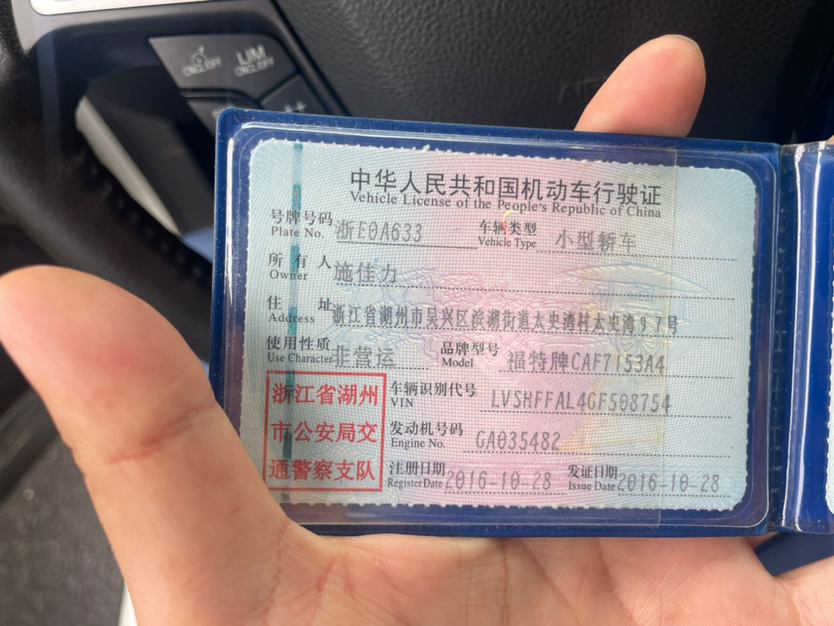 LIM
ON/OFF
中华人民共和国机动车行驶证
Vehicle License of the People's Republic of China
号牌号码 浙E0A633 车辆类型 小型轿车
Plate No. Vehicle Type
所有人 施佳力
Owner
住址 浙江省湖州市吴兴区滨湖街道太史湾村太史湾97号
Address
使用性质 非营运 品牌型号 福特牌CAF7153A4
Use Character Model
浙江省湖州
市公安局交
通警察支队
车辆识别代号 LVSHFFAL4GF508754
VIN
发动机号码 GA035482
Engine No.
注册日期 2016-10-28 发证日期 2016-10-28
Register Date Issue Date